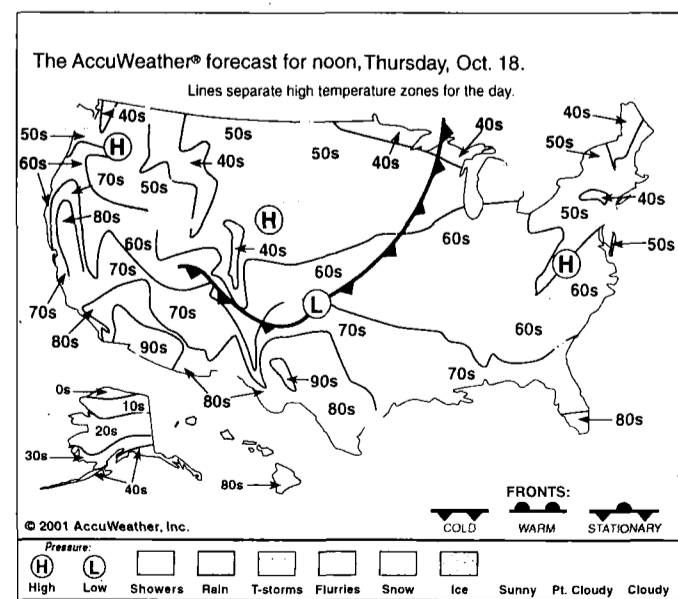 The AccuWeather® forecast for noon, Thursday, Oct. 18.
Lines separate high temperature zones for the day.
40s
40s
50s
50s
40s
40s
H
50s
40s
50s
60s
70s
50s
40s
80s
H
50s
60s
40s
50s
70s
60s
H
60s
70s
70s
L
80s
70s
60s
90s
0s
90s
70s
10s
80s
80s
20s
80s
30s
40s
80s
FRONTS:
© 2001 AccuWeather, Inc.
COLD WARM STATIONARY
Pressure:
H L
High Low Showers Rain T-storms Flurries Snow Ice Sunny Pt. Cloudy Cloudy